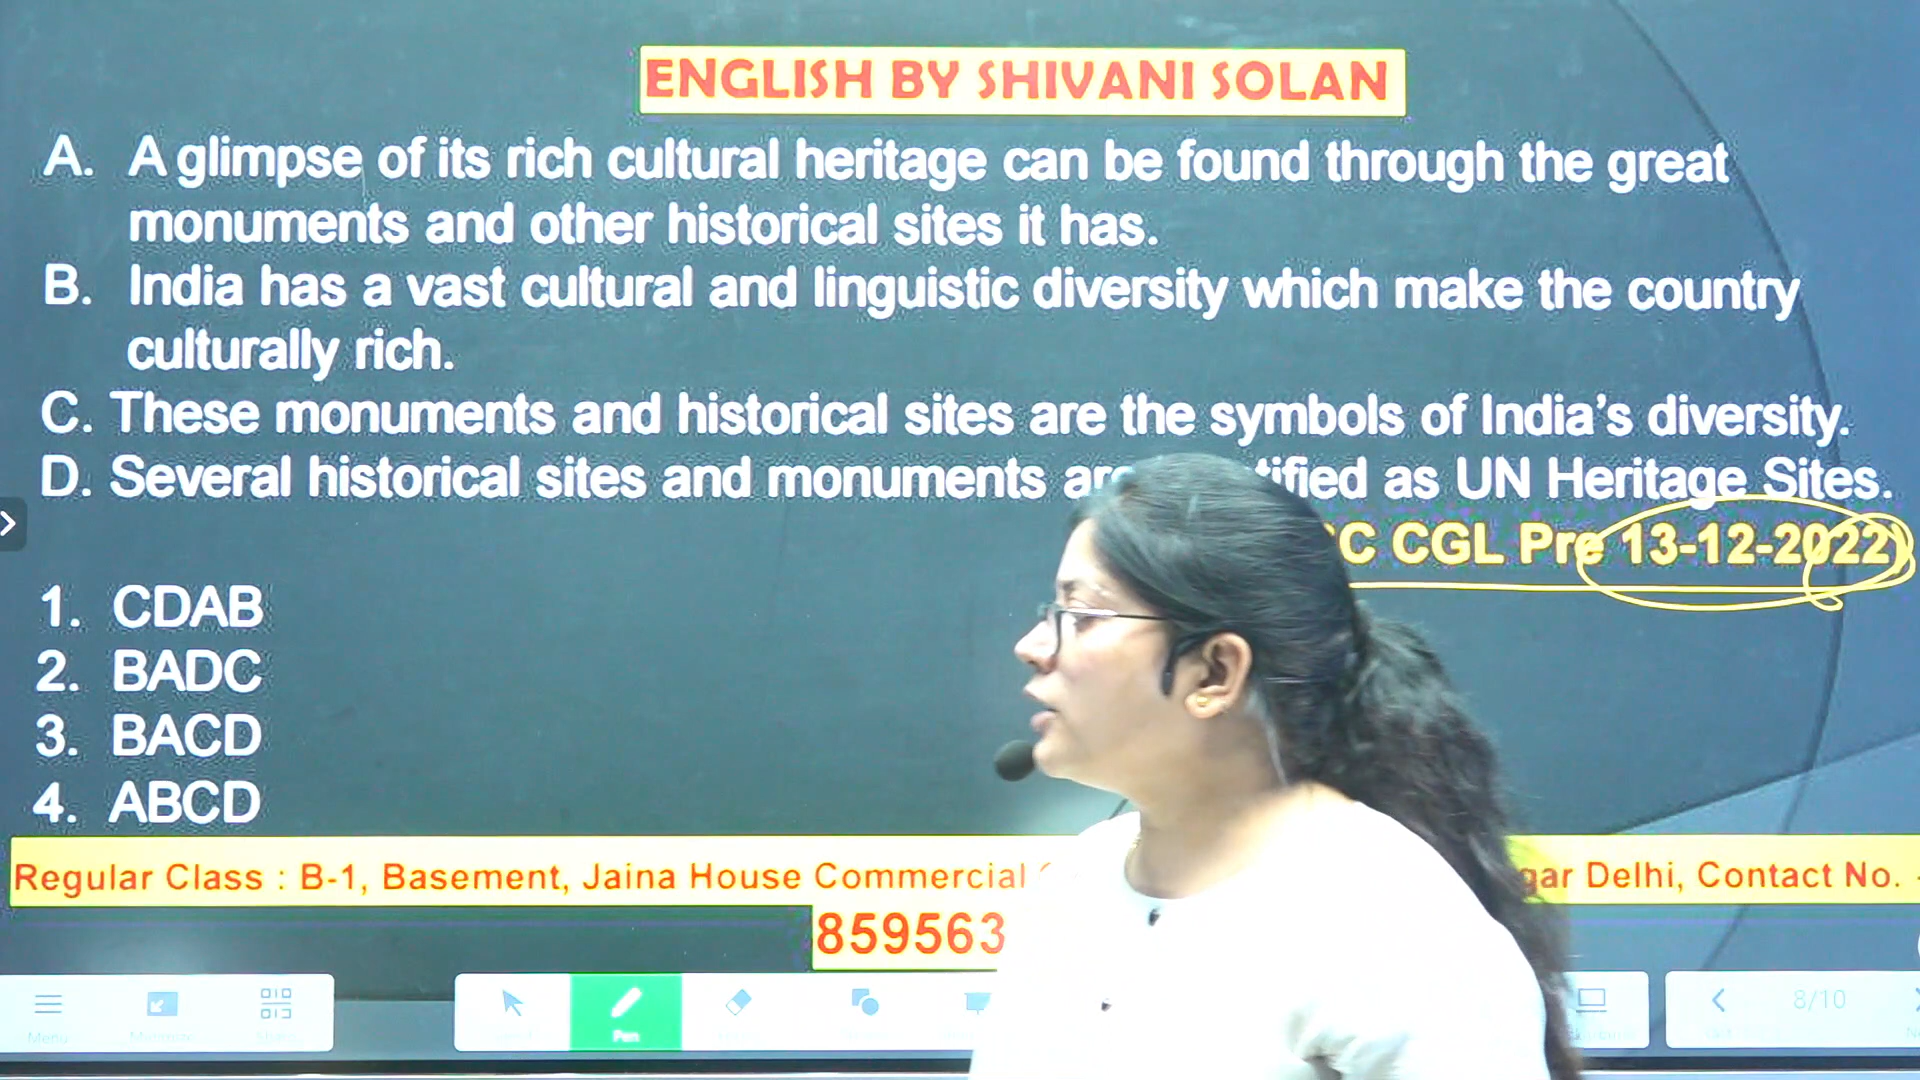 ENGLISH BY SHIVANI SOLAN
A. A glimpse of its rich cultural heritage can be found through the great
monuments and other historical sites it has.
B. India has a vast cultural and linguistic diversity which make the country
culturally rich.
C. These monuments and historical sites are the symbols of India's diversity.
D. Several historical sites and monuments are as UN Heritage Sites.
CGL Pre 13-12-2022)
1. CDAB
2. BADC
3. BACD
4. ABCD
Regular Class : B-1, Basement, Jaina House Commercial Delhi, Contact No.
859563
Menu Minimize Pen 8/10